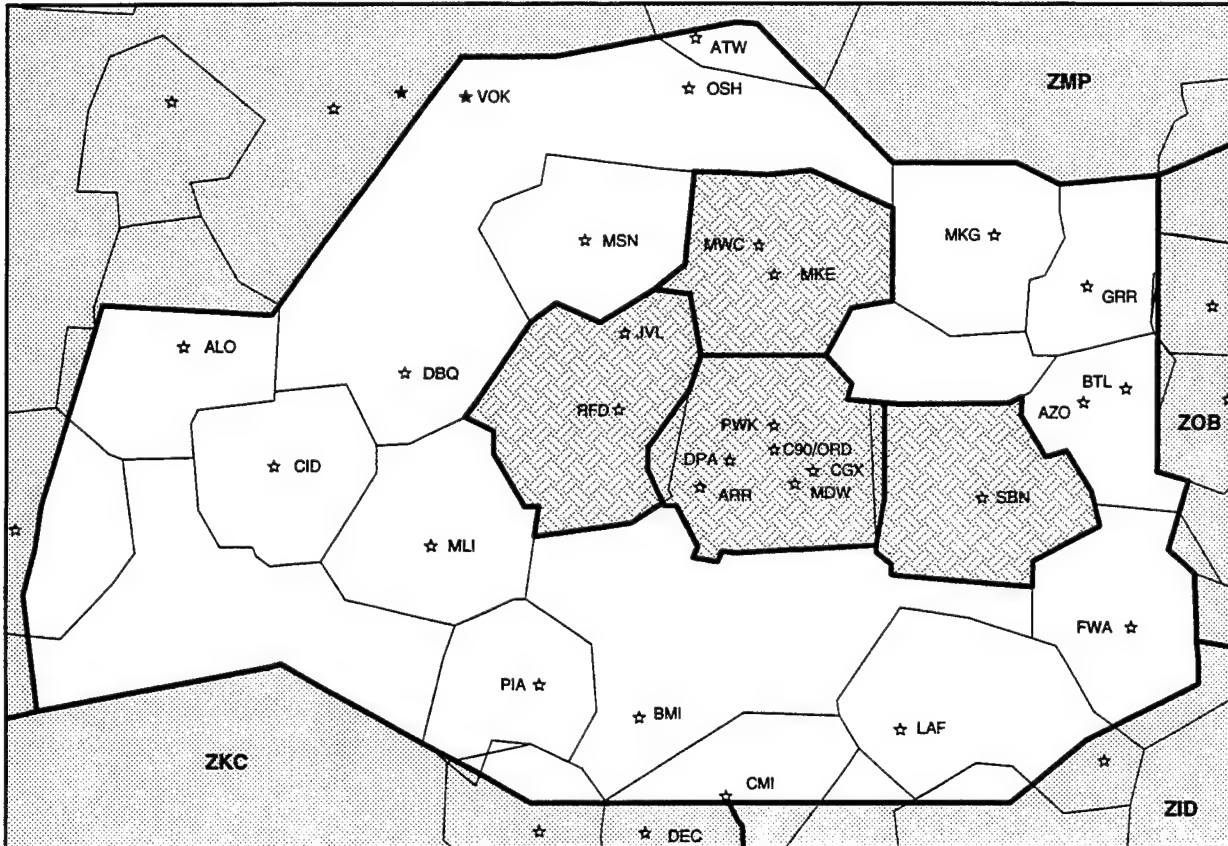 ATW
ZMP
OSH
VOK
MSN
MWC
MKG
MKE
GRR
JVL
ALO
DBQ
BTL
AZO
RFD
PWK
ZOB
C90/ORD
DPA
CID
CGX
ARR
MDW
SBN
MLI
FWA
PIA
BMI
LAF
ZKC
CMI
ZID
DEC